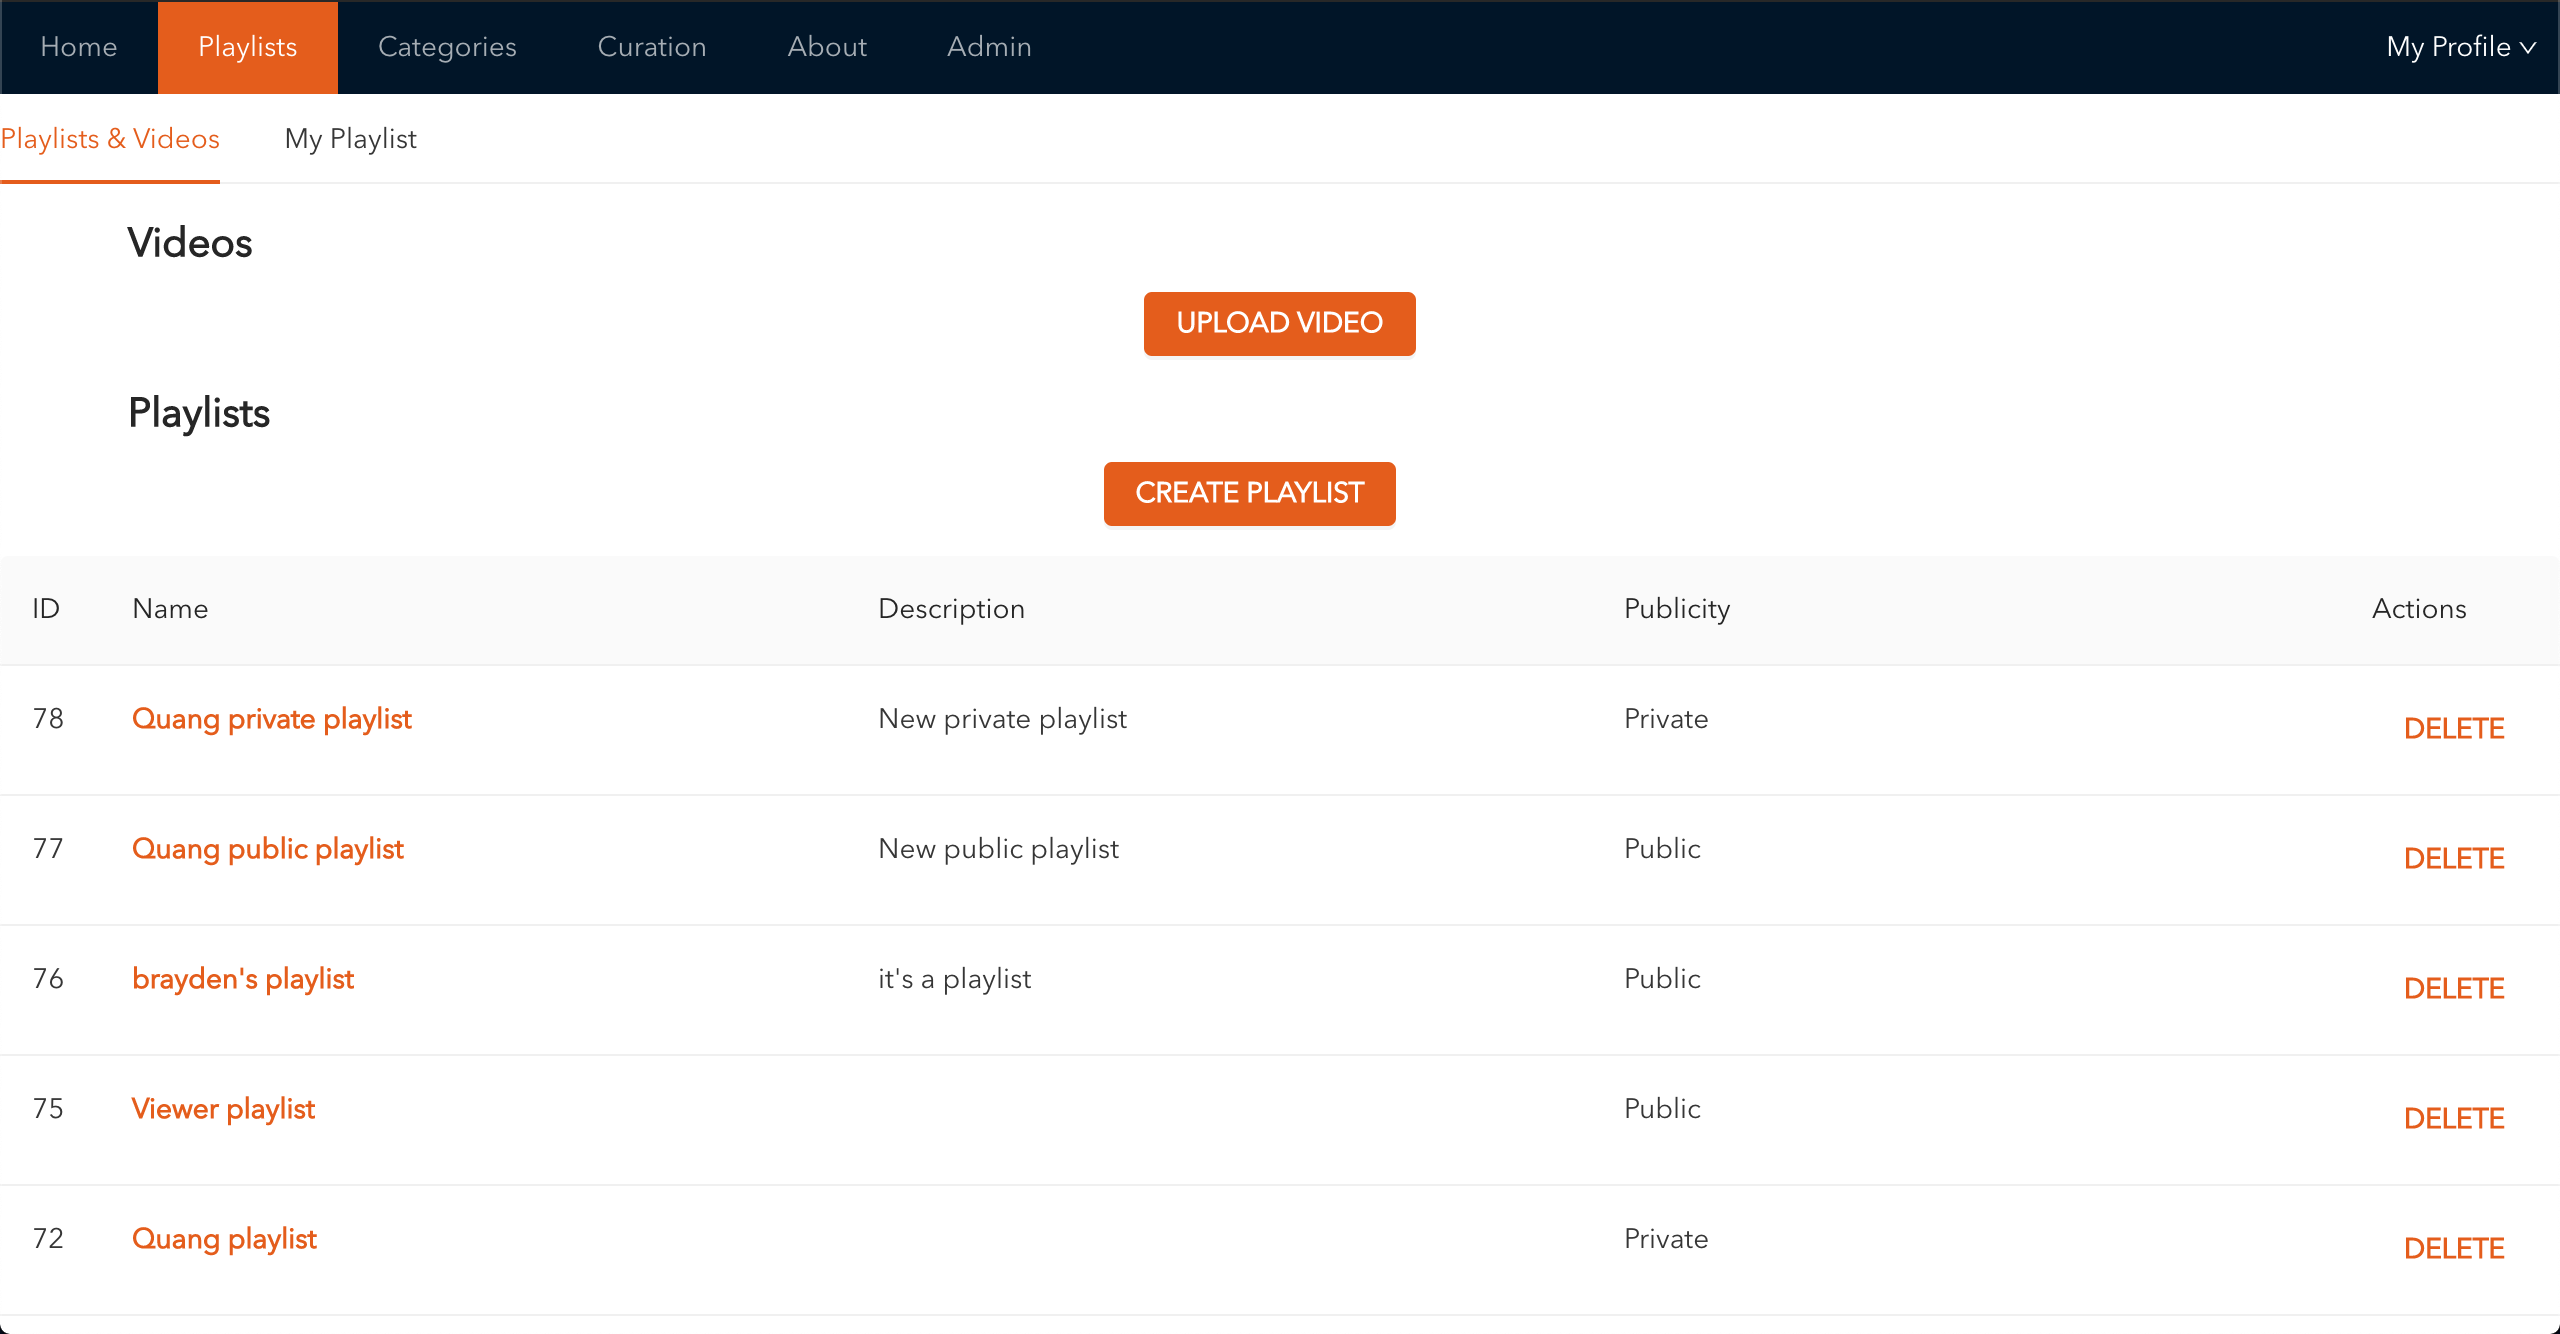 Home Playlists Categories Curation About Admin My Profile
Playlists & Videos My Playlist
Videos
UPLOAD VIDEO
Playlists
CREATE PLAYLIST
ID Name Description Publicity Actions
78 Quang private playlist New private playlist Private DELETE
77 Quang public playlist New public playlist Public DELETE
76 brayden's playlist it's a playlist Public DELETE
75 Viewer playlist Public DELETE
72 Quang playlist Private DELETE